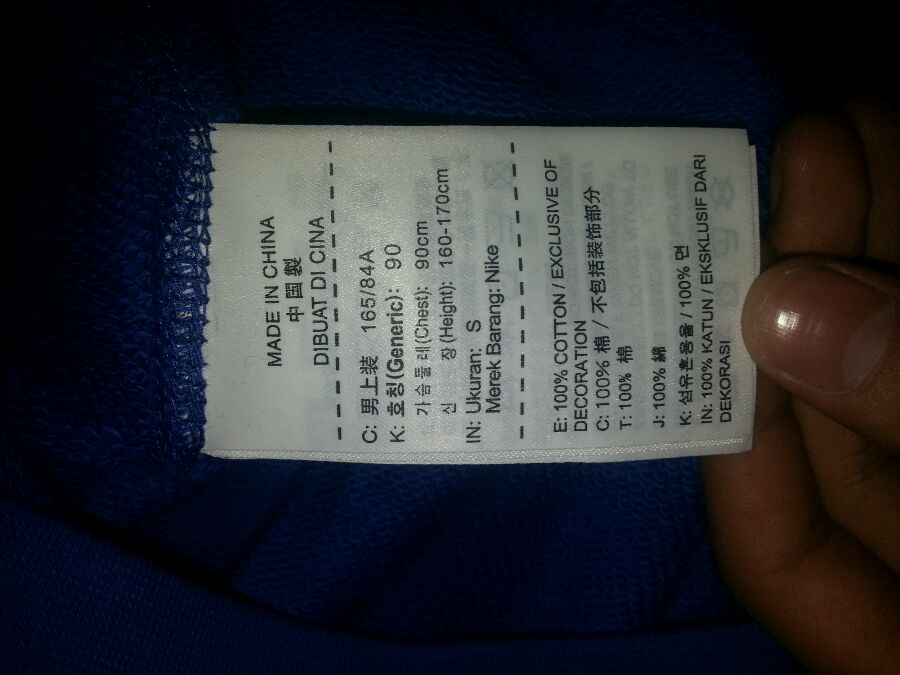 MADE IN CHINA
中国製
DIBUAT DI CINA
C: 男上装 165/84A
K: 호칭(Generic): 90
가슴둘레(Chest): 90cm
신 장(Height): 160-170cm
IN: Ukuran: S
Merek Barang: Nike
E: 100% COTTON / EXCLUSIVE OF
DECORATION
C: 100% 棉 / 不包括装饰部分
T: 100% 棉
J: 100% 綿
K: 섬유혼용율 / 100% 면
IN: 100% KATUN / EKSKLUSIF DARI
DEKORASI